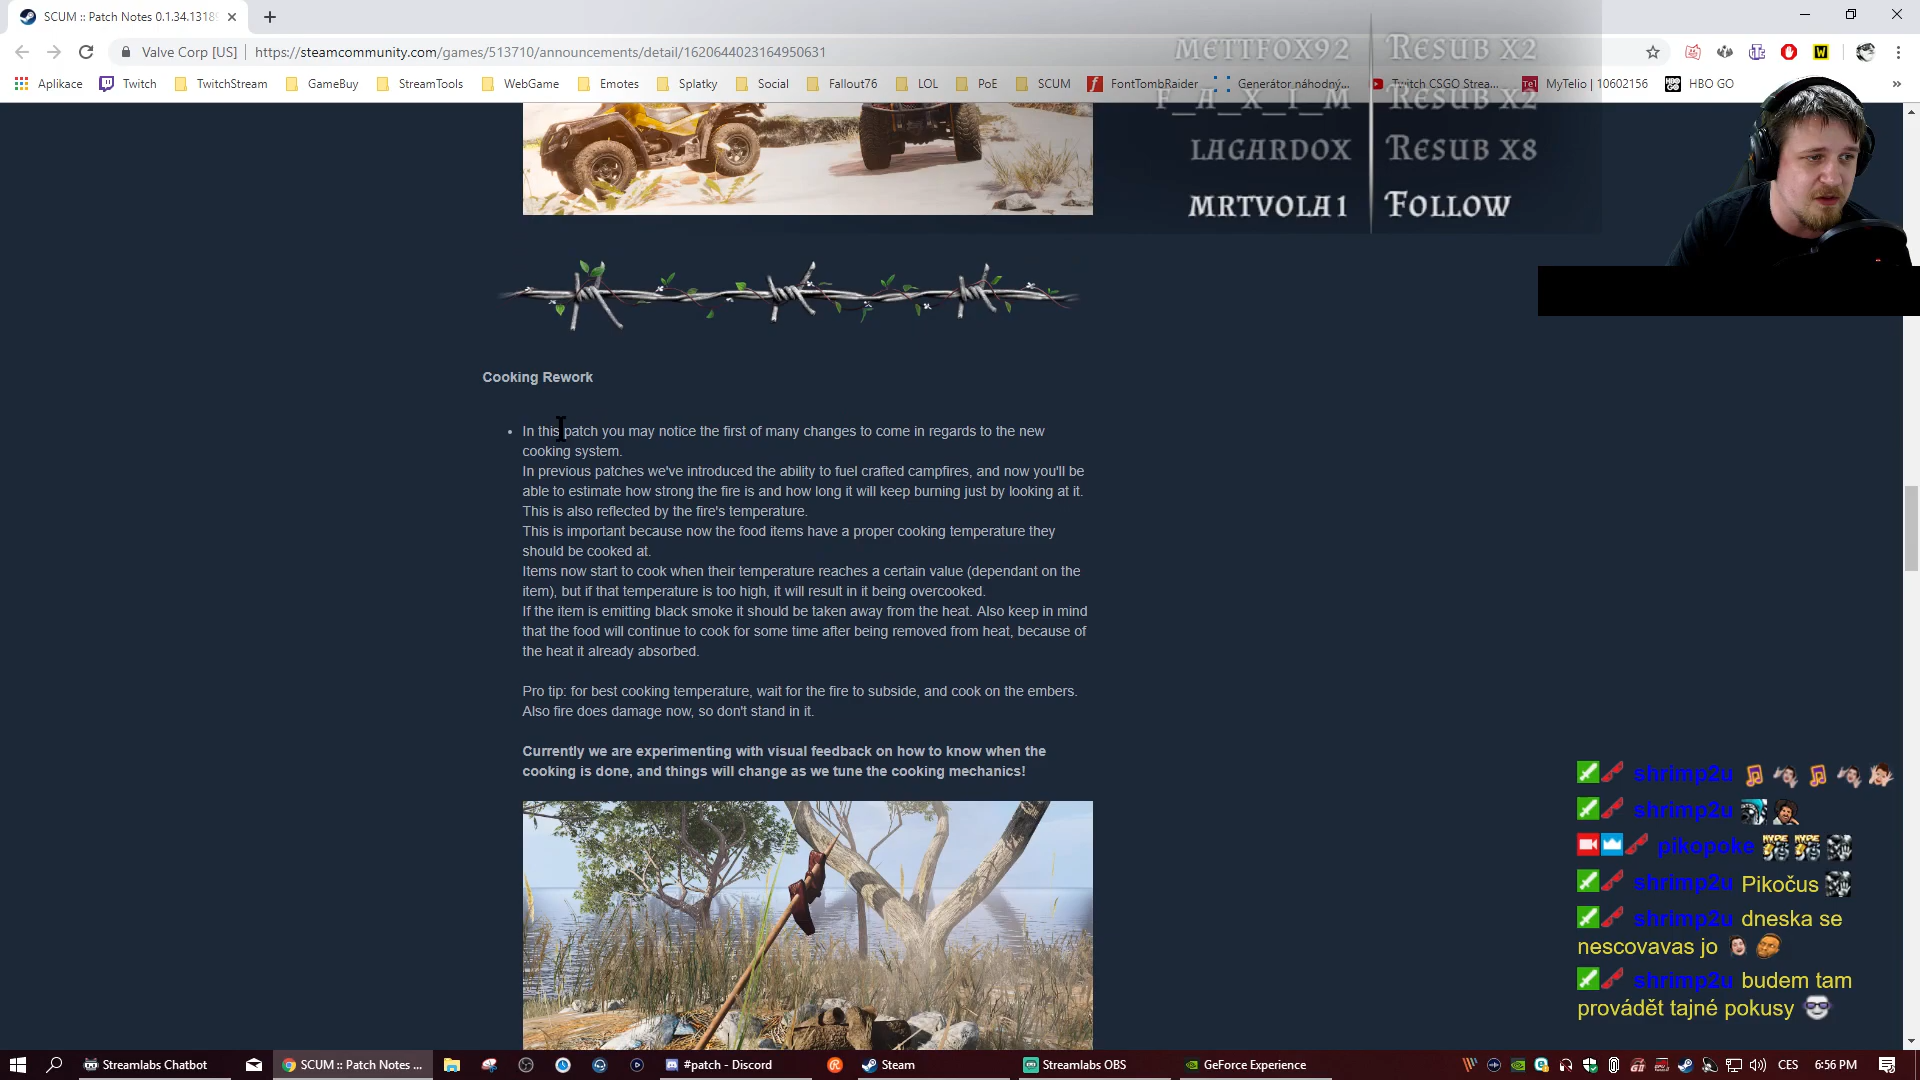 SCUM :: Patch Notes 0.1.34.1318
Valve Corp [US] | https://steamcommunity.com/games/513710/announcements/detail/1620644023164950631
Aplikace Twitch TwitchStream GameBuy StreamTools WebGame Emotes Splatky Social Fallout76 LOL PoE SCUM FontTombRaider Generátor náhodný... Twitch CSGO Strea... MyTelio | 10602156 HBO GO »
METTFOX92 RESUB X2
F_A_X_I_M RESUB X2
LAGARDOX RESUB X8
MRTVOLA1 FOLLOW
Cooking Rework
• In this patch you may notice the first of many changes to come in regards to the new
cooking system.
In previous patches we've introduced the ability to fuel crafted campfires, and now you'll be
able to estimate how strong the fire is and how long it will keep burning just by looking at it.
This is also reflected by the fire's temperature.
This is important because now the food items have a proper cooking temperature they
should be cooked at.
Items now start to cook when their temperature reaches a certain value (dependant on the
item), but if that temperature is too high, it will result in it being overcooked.
If the item is emitting black smoke it should be taken away from the heat. Also keep in mind
that the food will continue to cook for some time after being removed from heat, because of
the heat it already absorbed.
Pro tip: for best cooking temperature, wait for the fire to subside, and cook on the embers.
Also fire does damage now, so don't stand in it.
Currently we are experimenting with visual feedback on how to know when the
cooking is done, and things will change as we tune the cooking mechanics!
shrimp2u
shrimp2u
pikopoke HYPE HYPE
shrimp2u Pikočus
shrimp2u dneska se
nescovavas jo
shrimp2u budem tam
provádět tajné pokusy
Streamlabs Chatbot SCUM :: Patch Notes ... #patch - Discord Steam Streamlabs OBS GeForce Experience CES 6:56 PM